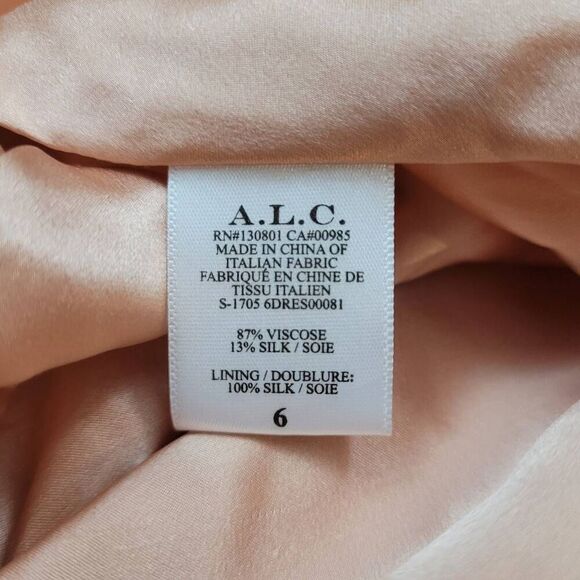 A.L.C.
RN#130801 CA#00985
MADE IN CHINA OF
ITALIAN FABRIC
FABRIQUÉ EN CHINE DE
TISSU ITALIEN
S-1705 6DRES00081
87% VISCOSE
13% SILK / SOIE
LINING / DOUBLURE:
100% SILK / SOIE
6